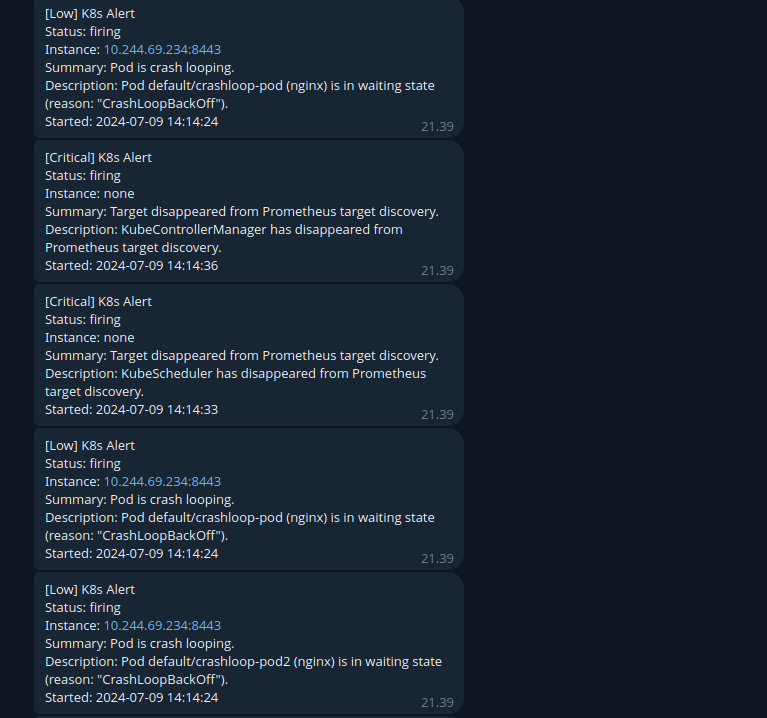 [Low] K8s Alert
Status: firing
Instance: 10.244.69.234:8443
Summary: Pod is crash looping.
Description: Pod default/crashloop-pod (nginx) is in waiting state
(reason: "CrashLoopBackOff").
Started: 2024-07-09 14:14:24
21.39
[Critical] K8s Alert
Status: firing
Instance: none
Summary: Target disappeared from Prometheus target discovery.
Description: KubeControllerManager has disappeared from
Prometheus target discovery.
Started: 2024-07-09 14:14:36
21.39
[Critical] K8s Alert
Status: firing
Instance: none
Summary: Target disappeared from Prometheus target discovery.
Description: KubeScheduler has disappeared from Prometheus
target discovery.
Started: 2024-07-09 14:14:33
21.39
[Low] K8s Alert
Status: firing
Instance: 10.244.69.234:8443
Summary: Pod is crash looping.
Description: Pod default/crashloop-pod (nginx) is in waiting state
(reason: "CrashLoopBackOff").
Started: 2024-07-09 14:14:24
21.39
[Low] K8s Alert
Status: firing
Instance: 10.244.69.234:8443
Summary: Pod is crash looping.
Description: Pod default/crashloop-pod2 (nginx) is in waiting state
(reason: "CrashLoopBackOff").
Started: 2024-07-09 14:14:24
21.39